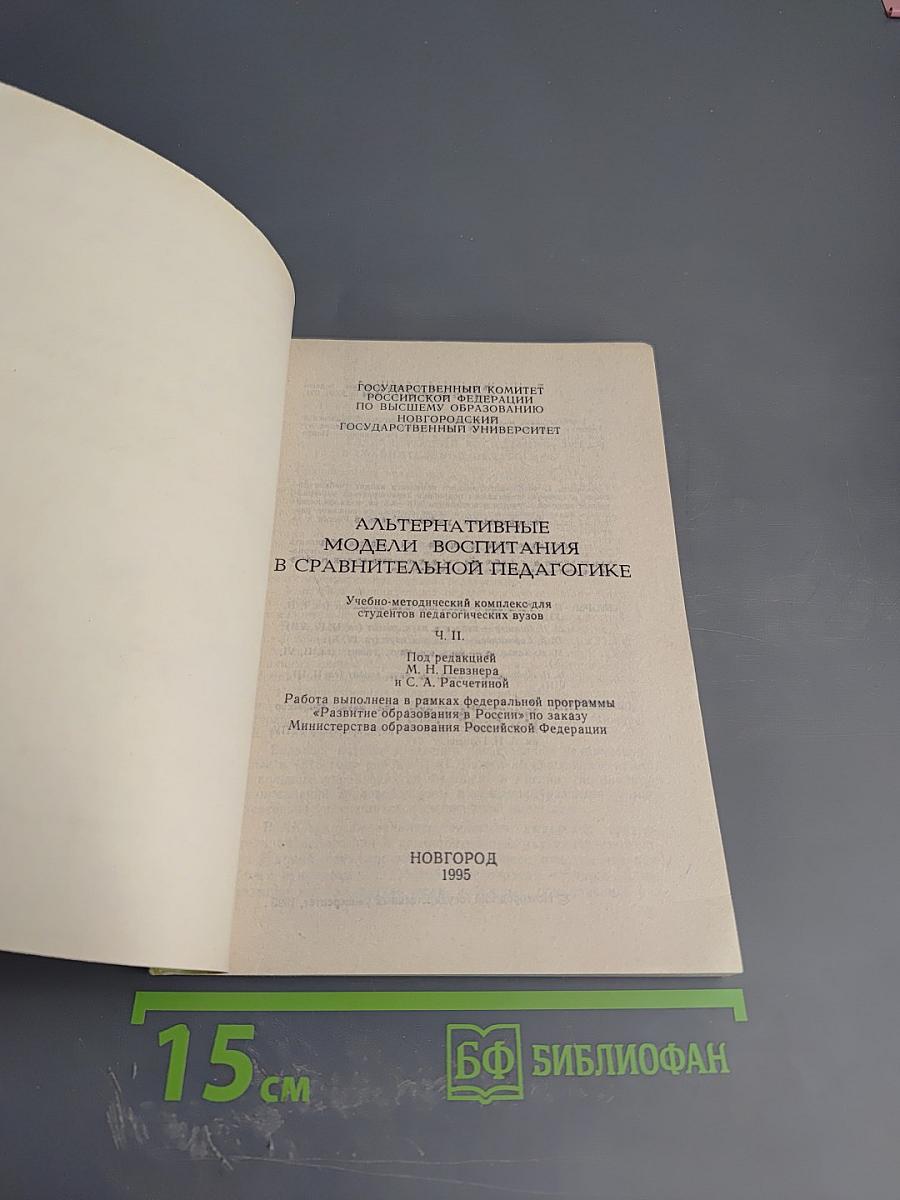 ГОСУДАРСТВЕННЫЙ КОМИТЕТ
РОССИЙСКОЙ ФЕДЕРАЦИИ
ПО ВЫСШЕМУ ОБРАЗОВАНИЮ
НОВГОРОДСКИЙ
ГОСУДАРСТВЕННЫЙ УНИВЕРСИТЕТ
АЛЬТЕРНАТИВНЫЕ
МОДЕЛИ ВОСПИТАНИЯ
В СРАВНИТЕЛЬНОЙ ПЕДАГОГИКЕ
Учебно-методический комплекс для
студентов педагогических вузов
Ч. II.
Под редакцией
М. Н. Певзнера
и С. А. Расчетиной
Работа выполнена в рамках федеральной программы
«Развитие образования в России» по заказу
Министерства образования Российской Федерации
НОВГОРОД
1995
15 см
БФ БИБЛИОФАН